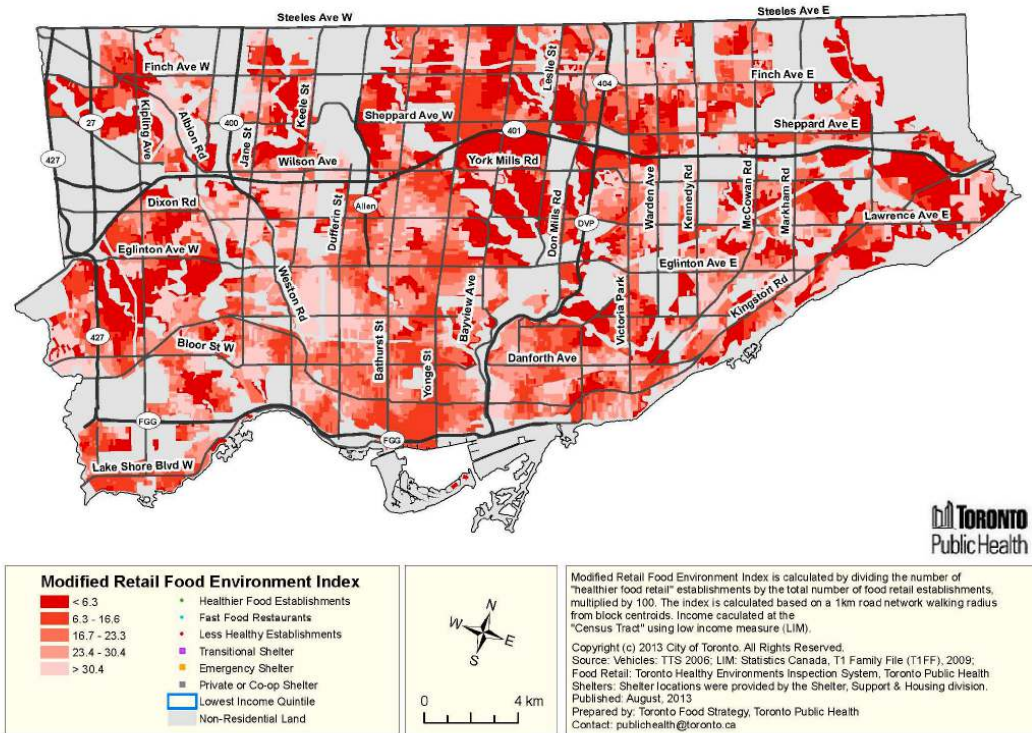 Steeles Ave W
Steeles Ave E
Finch Ave W
Leslie St
404
Finch Ave E
27
Kipling Ave
Albion Rd
400
Jane St
Keele St
Sheppard Ave W
Sheppard Ave E
427
401
Wilson Ave
York Mills Rd
Dixon Rd
Dufferin St
Allen
Don Mills Rd
DVP
Warden Ave
Kennedy Rd
McCowan Rd
Markham Rd
Lawrence Ave E
Eglinton Ave W
Eglinton Ave E
Weston Rd
Bayview Ave
Victoria Park
Kingston Rd
427
Bloor St W
Bathurst St
Yonge St
Danforth Ave
FGG
FGG
Lake Shore Blvd W
TORONTO
Public Health
Modified Retail Food Environment Index
< 6.3
6.3 - 16.6
16.7 - 23.3
23.4 - 30.4
> 30.4
Healthier Food Establishments
Fast Food Restaurants
Less Healthy Establishments
Transitional Shelter
Emergency Shelter
Private or Co-op Shelter
Lowest Income Quintile
Non-Residential Land
N
W
E
S
0
4 km
Modified Retail Food Environment Index is calculated by dividing the number of
"healthier food retail" establishments by the total number of food retail establishments,
multiplied by 100. The index is calculated based on a 1km road network walking radius
from block centroids. Income caculated at the
"Census Tract" using low income measure (LIM).
Copyright (c) 2013 City of Toronto. All Rights Reserved.
Source: Vehicles: TTS 2006; LIM: Statistics Canada, T1 Family File (T1FF), 2009;
Food Retail: Toronto Healthy Environments Inspection System, Toronto Public Health
Shelters: Shelter locations were provided by the Shelter, Support & Housing division.
Published: August, 2013
Prepared by: Toronto Food Strategy, Toronto Public Health
Contact: publichealth@toronto.ca